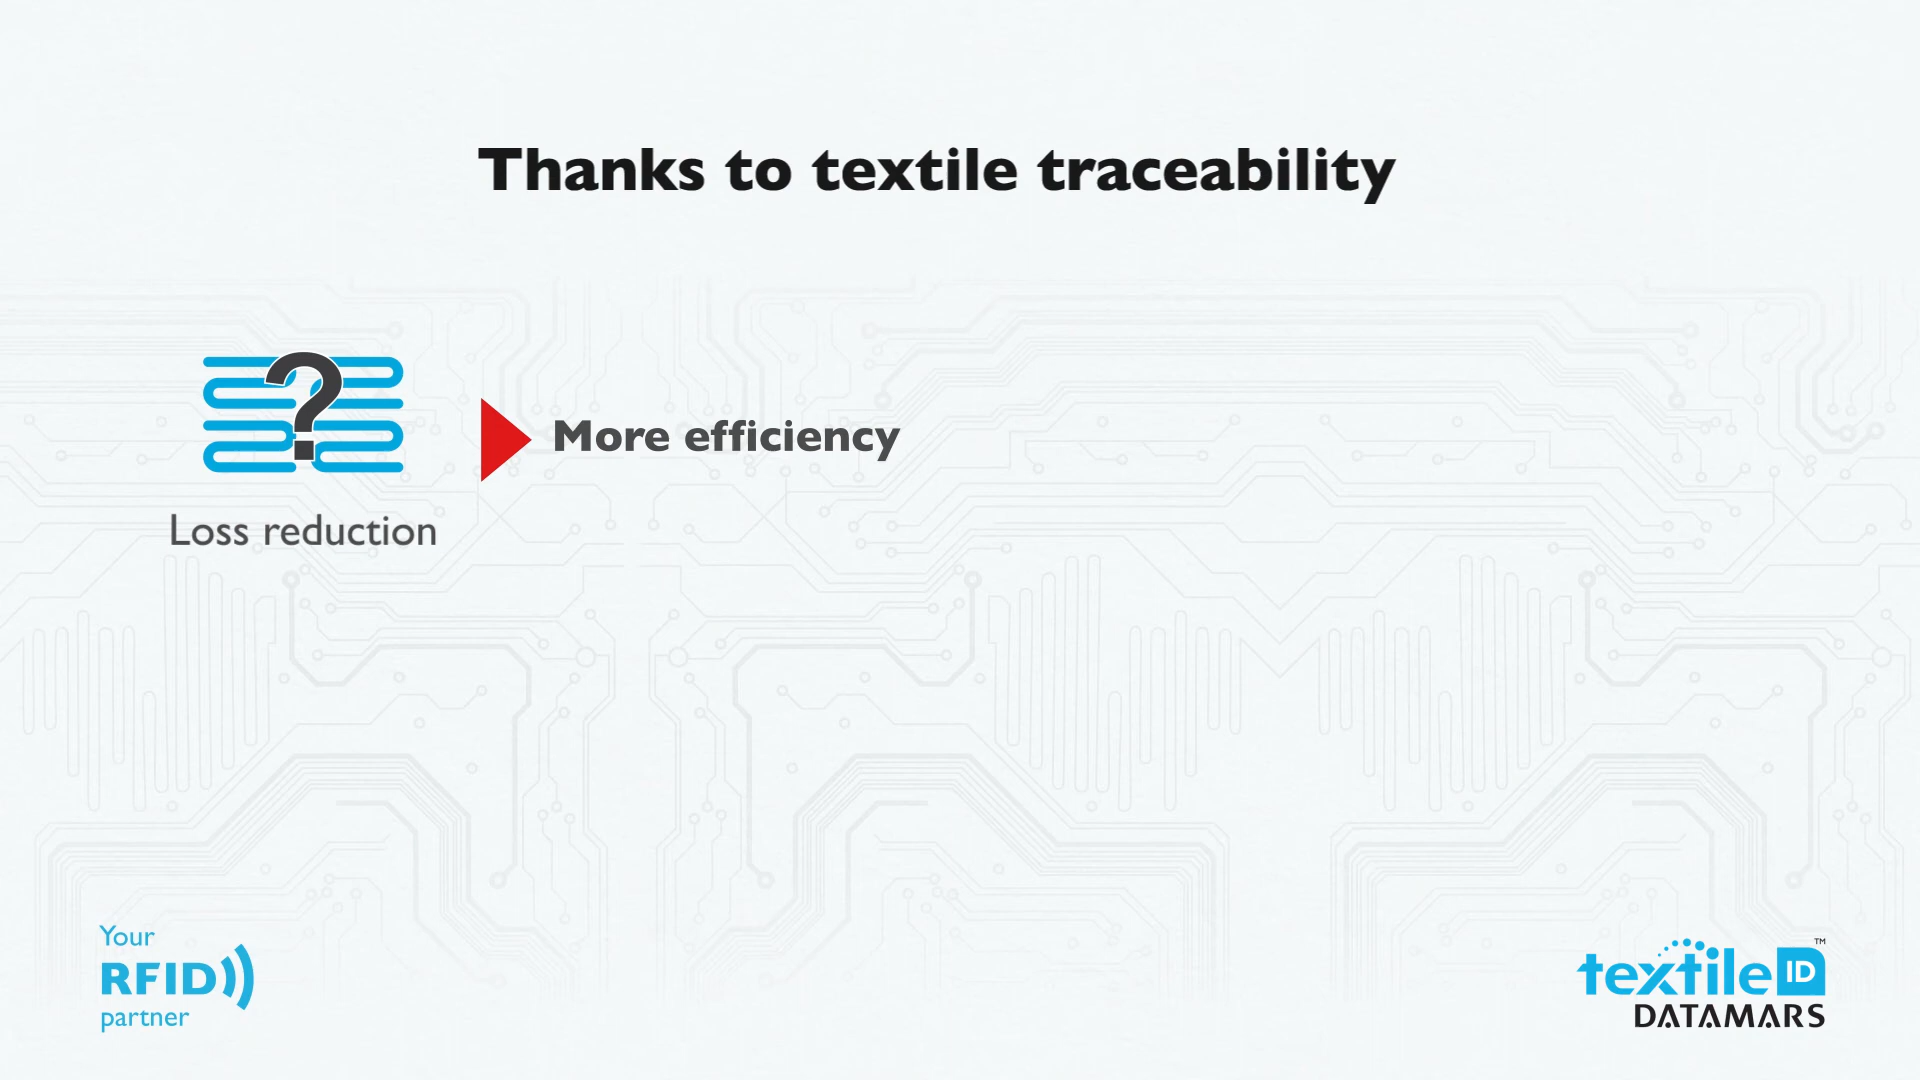 Thanks to textile traceability
?
More efficiency
Loss reduction
Your
RFID
partner
textile ID ™
DATAMARS